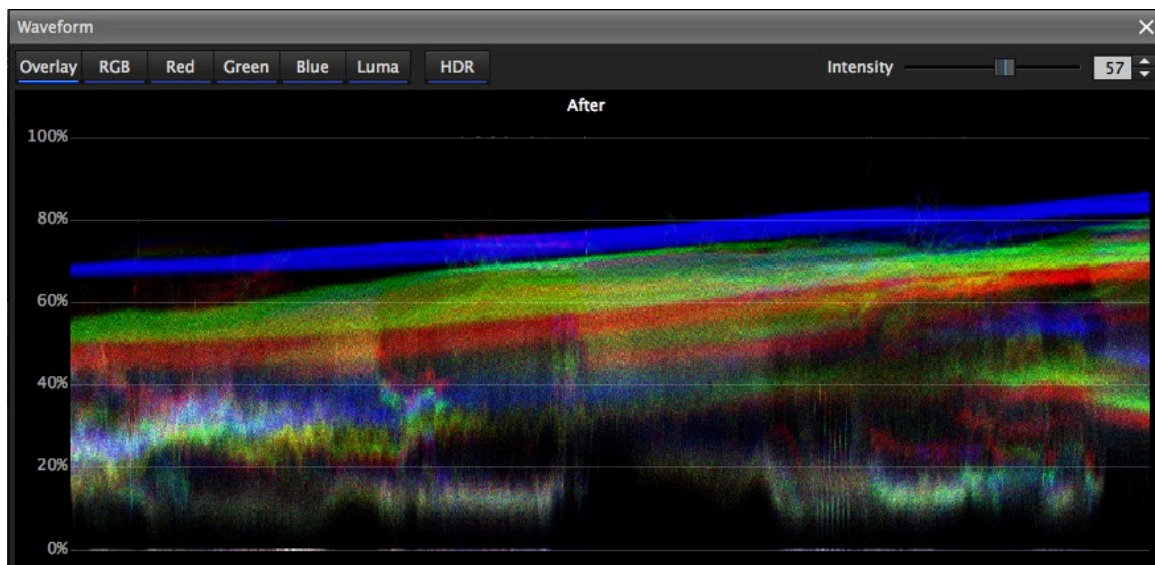 Waveform
Overlay RGB Red Green Blue Luma HDR Intensity 57
After
100%
80%
60%
40%
20%
0%